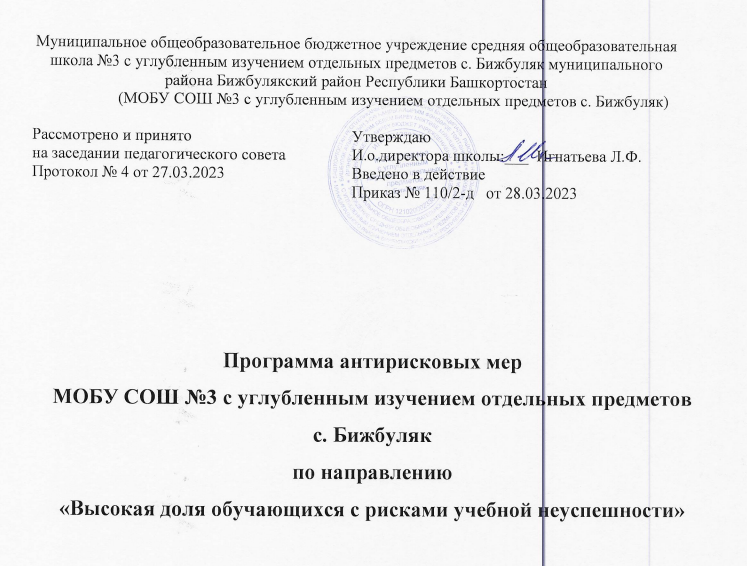 Муниципальное общеобразовательное бюджетное учреждение средняя общеобразовательная
школа №3 с углубленным изучением отдельных предметов с. Бижбуляк муниципального
района Бижбулякский район Республики Башкортостан
(МОБУ СОШ №3 с углубленным изучением отдельных предметов с. Бижбуляк)
Рассмотрено и принято
на заседании педагогического совета
Протокол № 4 от 27.03.2023
Утверждаю
И.о.директора школы: Игнатьева Л.Ф.
Введено в действие
Приказ № 110/2-д от 28.03.2023
Программа антирисковых мер
МОБУ СОШ №3 с углубленным изучением отдельных предметов
с. Бижбуляк
по направлению
«Высокая доля обучающихся с рисками учебной неуспешности»